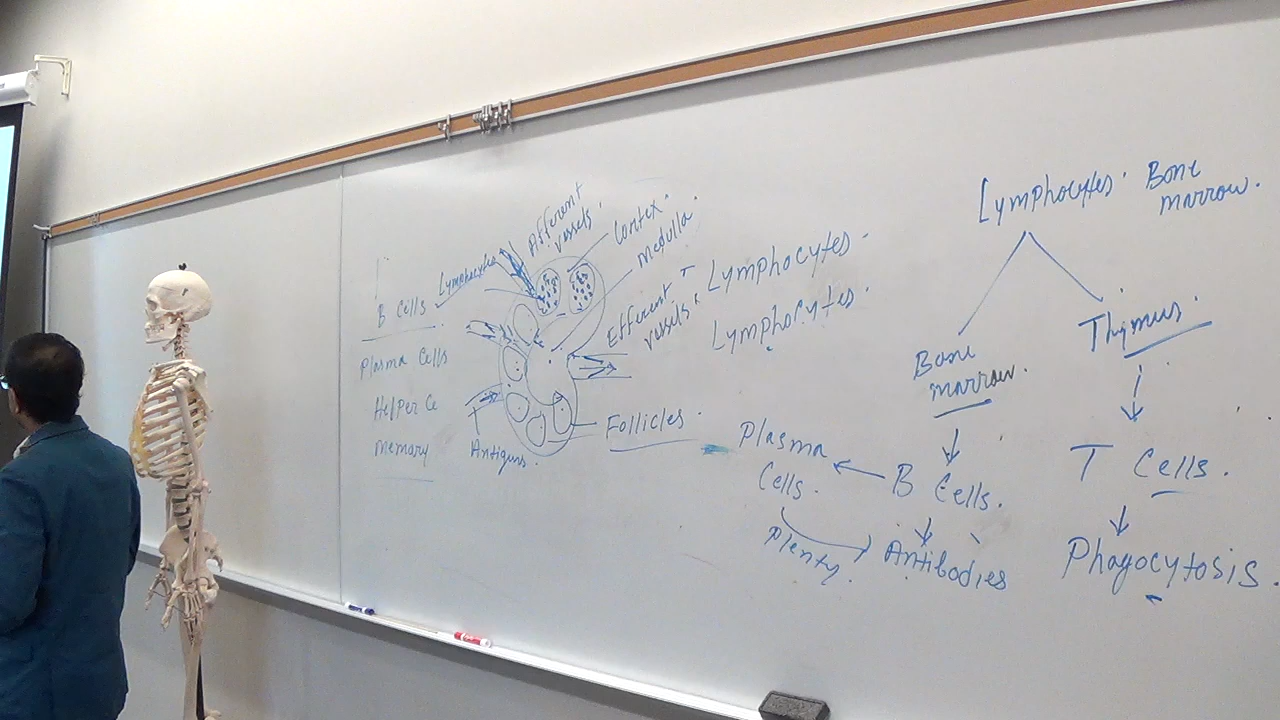 B Cells
Plasma Cells
Helper Ce
memory
Lymphocytes
Afferent
vessels.
Cortex.
medulla.
Efferent
vessels.
T Lymphocytes.
Lymphocytes.
Follicles.
Antigens.
Lymphocytes. Bone
marrow.
Bone
marrow.
Thymus.
Plasma
Cells.
B Cells.
T Cells.
Plenty.
Antibodies
Phagocytosis.